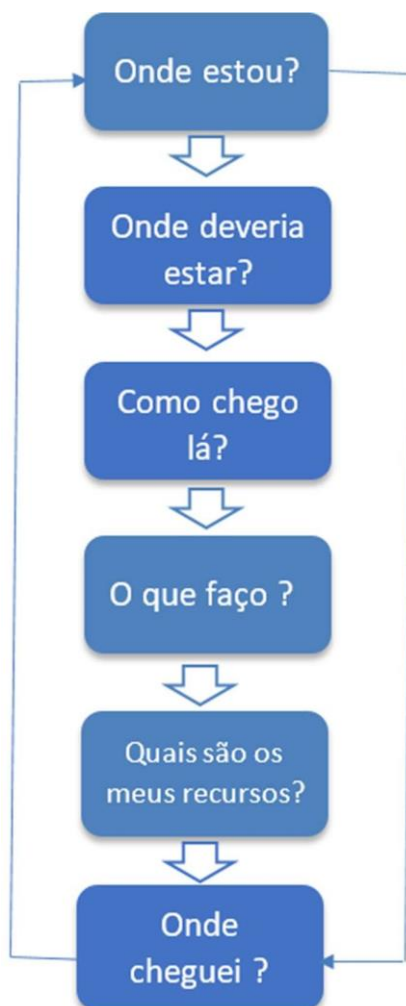 Onde estou?
Onde deveria
estar?
Como chego
lá?
O que faço ?
Quais são os
meus recursos?
Onde
cheguei ?